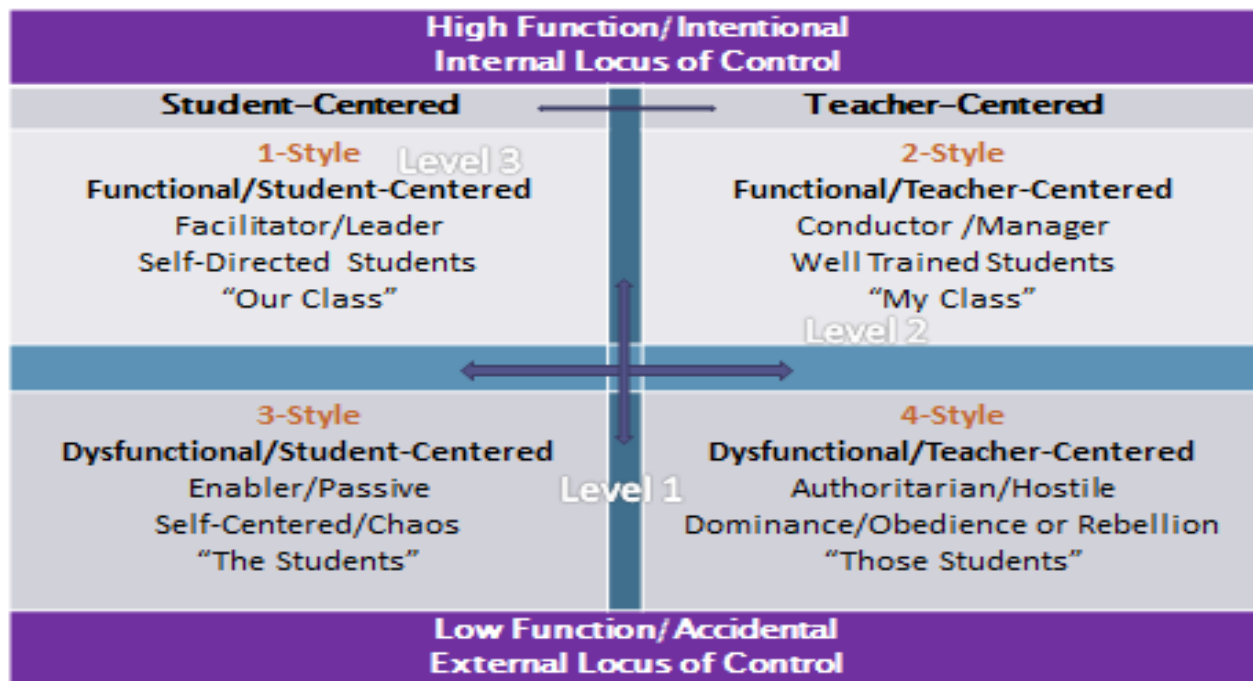 High Function/Intentional
Internal Locus of Control
Student-Centered
Teacher-Centered
1-Style
Level 3
Functional/Student-Centered
Facilitator/Leader
Self-Directed Students
“Our Class”
2-Style
Functional/Teacher-Centered
Conductor /Manager
Well Trained Students
“My Class”
Level 2
3-Style
Dysfunctional/Student-Centered
Enabler/Passive
Self-Centered/Chaos
“The Students”
Level 1
4-Style
Dysfunctional/Teacher-Centered
Authoritarian/Hostile
Dominance/Obedience or Rebellion
“Those Students”
Low Function/Accidental
External Locus of Control